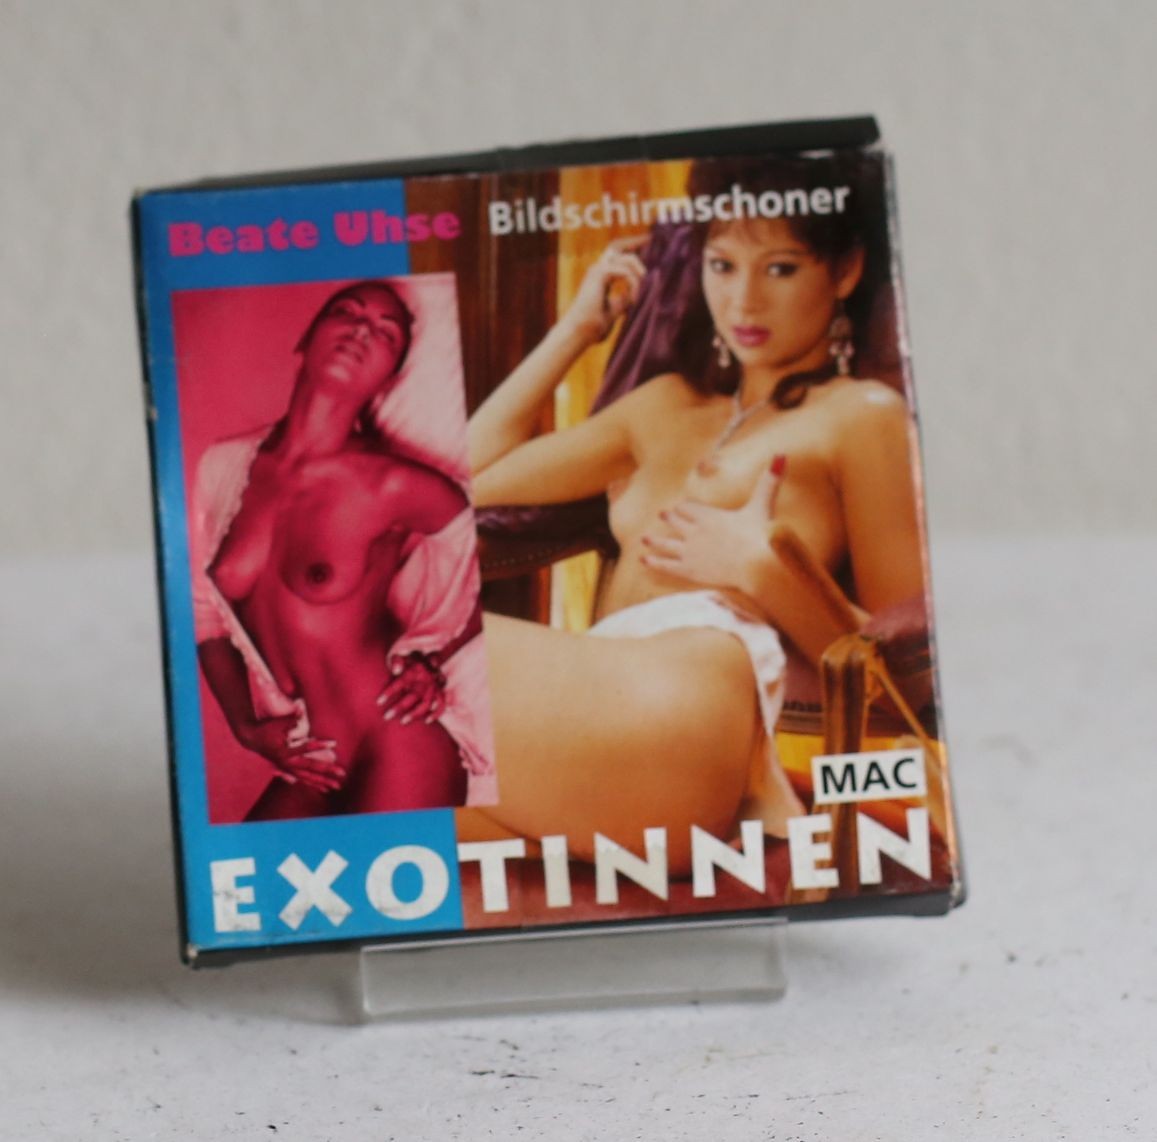 Beate Uhse
Bildschirmschoner
MAC
EXOTINNEN